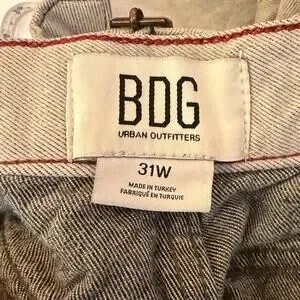 BDG
URBAN OUTFITTERS
31W
MADE IN TURKEY
FABRIQUÉ EN TURQUIE